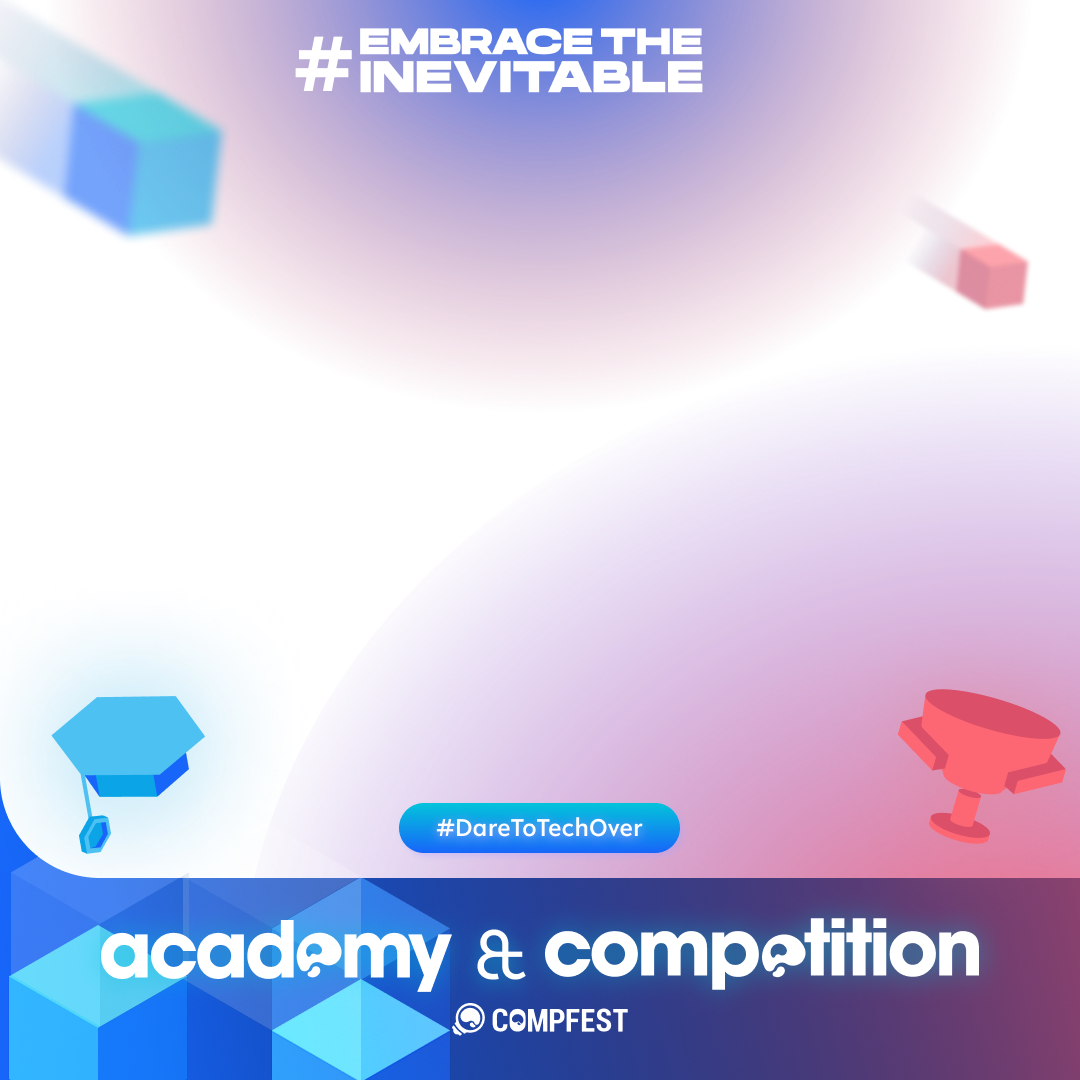 #EMBRACE THE
INEVITABLE
#DareToTechOver
academy & competition
COMPFEST